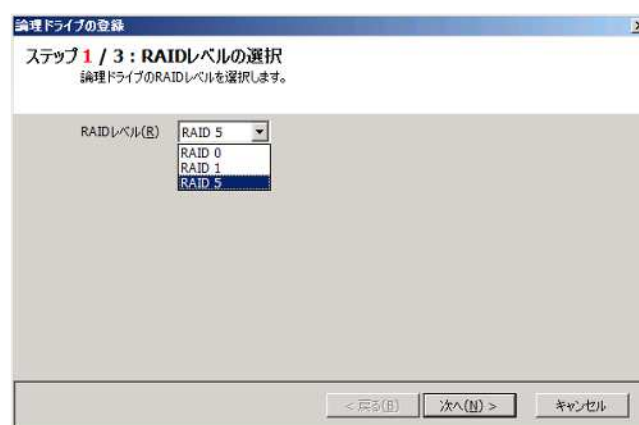 論理ドライブの登録
ステップ 1 / 3 : RAIDレベルの選択
論理ドライブのRAIDレベルを選択します。
RAIDレベル(R) RAID 5
RAID 0
RAID 1
RAID 5
< 戻る(B) 次へ(N) > キャンセル